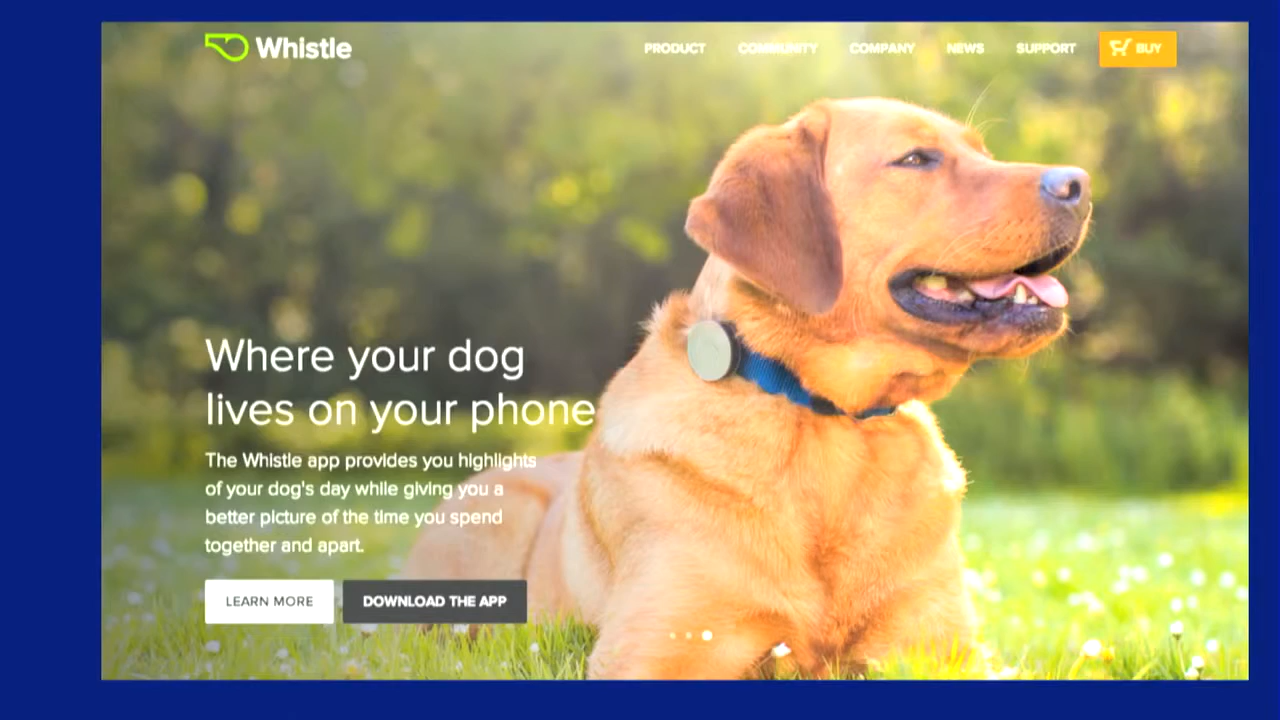 Whistle
PRODUCT COMMUNITY COMPANY NEWS SUPPORT BUY
Where your dog
lives on your phone
The Whistle app provides you highlights
of your dog's day while giving you a
better picture of the time you spend
together and apart.
LEARN MORE DOWNLOAD THE APP